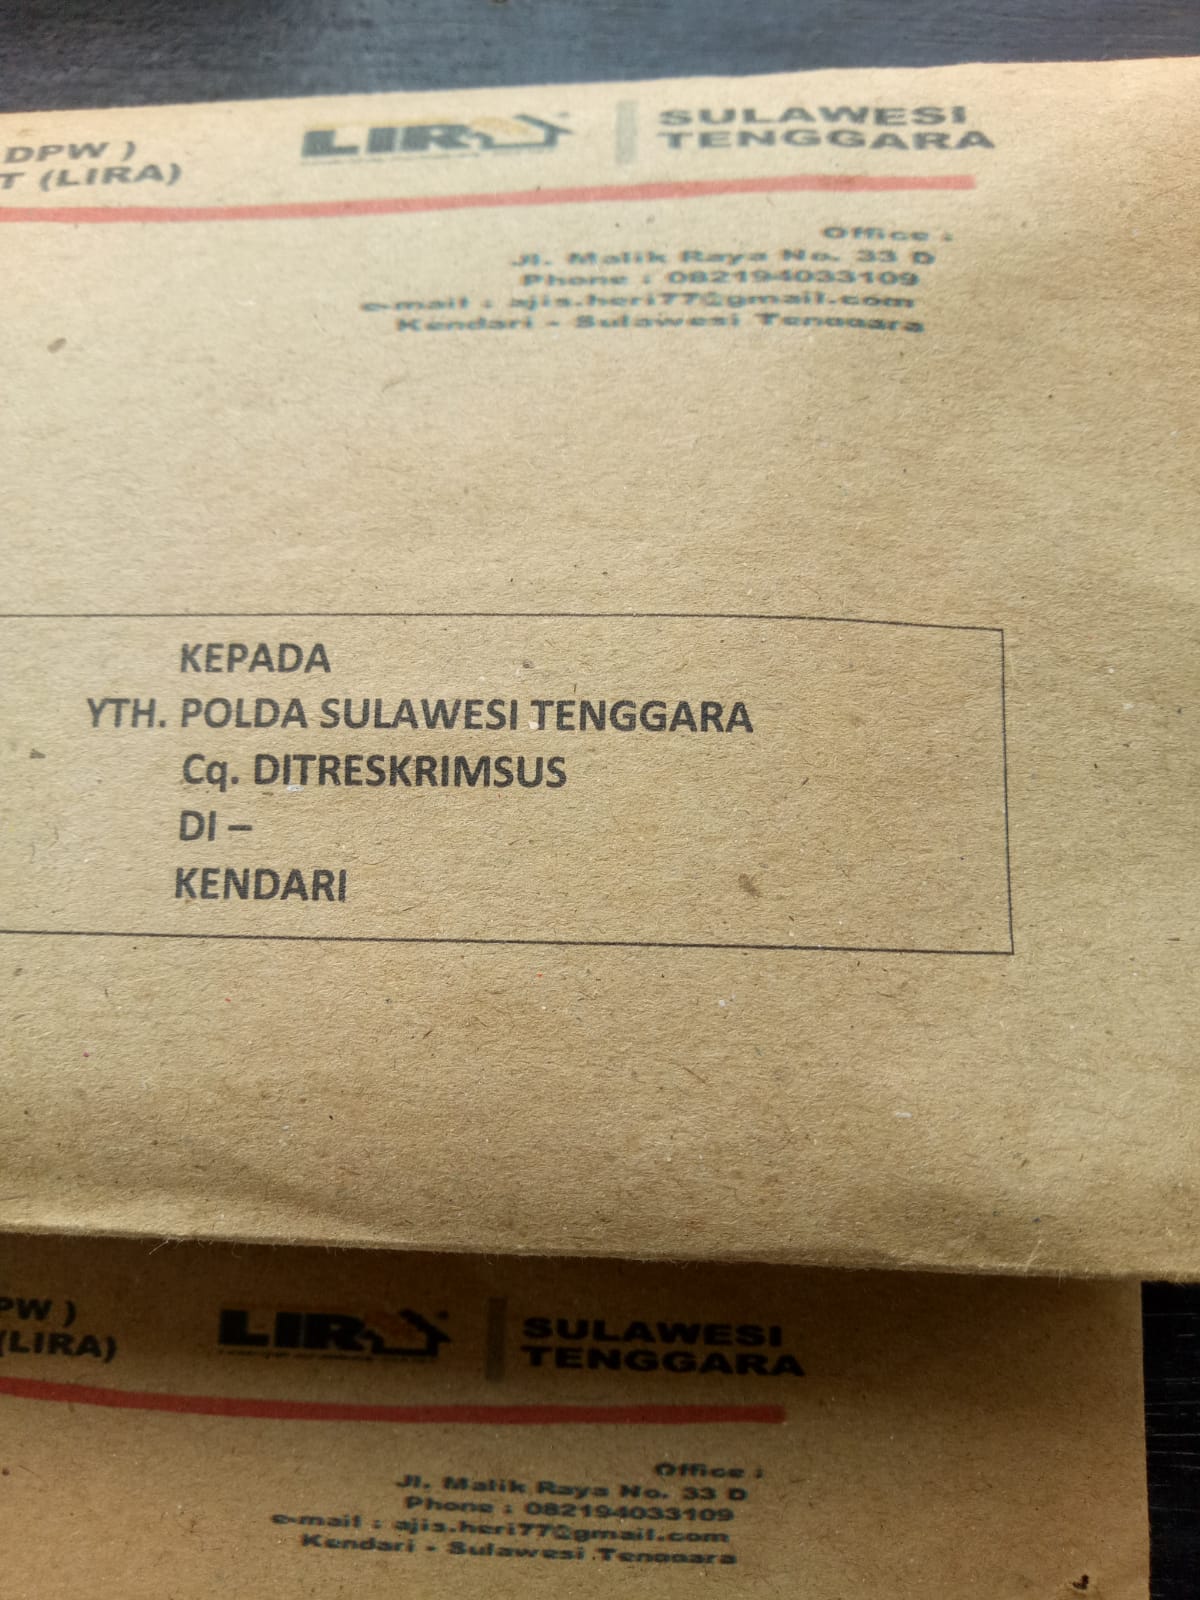 DPW )
T (LIRA)
LIRA
SULAWESI
TENGGARA
Office :
Jl. Malik Raya No. 33 D
Phone : 082194033109
e-mail : ajis.heri77@gmail.com
Kendari - Sulawesi Tenggara
KEPADA
YTH. POLDA SULAWESI TENGGARA
Cq. DITRESKRIMSUS
DI –
KENDARI
PW )
(LIRA)
LIRA
SULAWESI
TENGGARA
Office :
Jl. Malik Raya No. 33 D
Phone : 082194033109
e-mail : ajis.heri77@gmail.com
Kendari - Sulawesi Tenggara